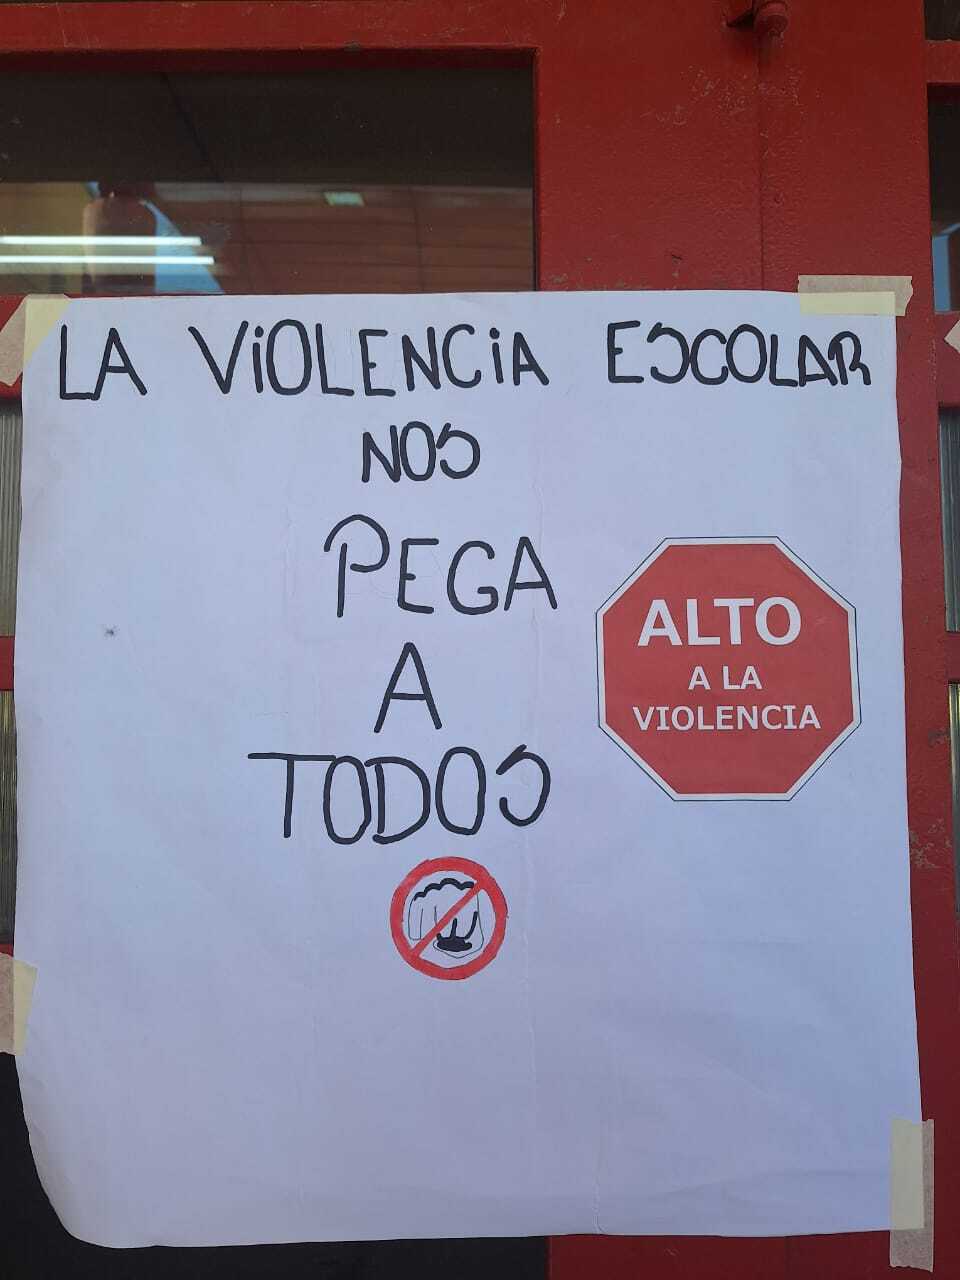 LA ViOLENCiA ESCOLAR
NOS
PEGA
A
TODOS
ALTO
A LA
VIOLENCIA